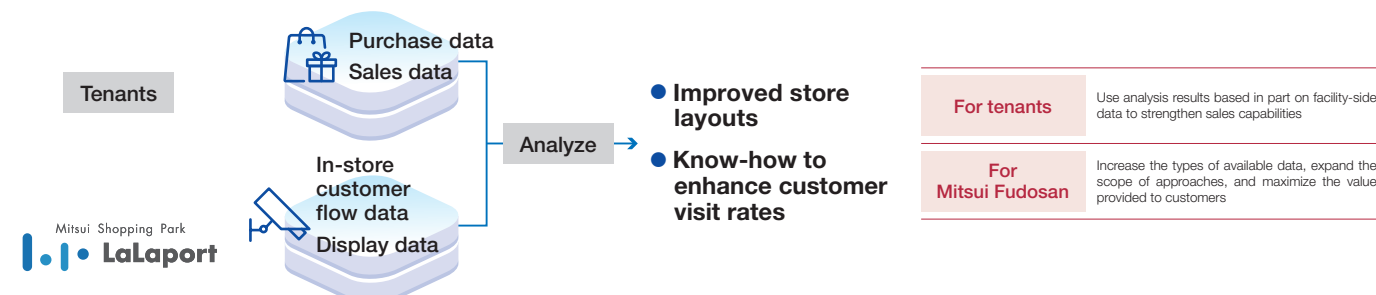 Tenants
Purchase data
Sales data
In-store
customer
flow data
Display data
Mitsui Shopping Park
LaLaport
Analyze
● Improved store
layouts
● Know-how to
enhance customer
visit rates
For tenants
Use analysis results based in part on facility-side
data to strengthen sales capabilities
For
Mitsui Fudosan
Increase the types of available data, expand the
scope of approaches, and maximize the value
provided to customers